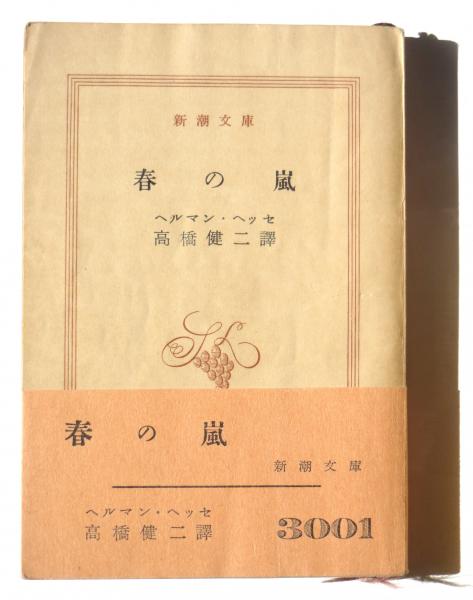 新潮文庫
春の嵐
ヘルマン・ヘッセ
高橋健二譯
SL
春の嵐
新潮文庫
ヘルマン・ヘッセ
高橋健二譯
3001